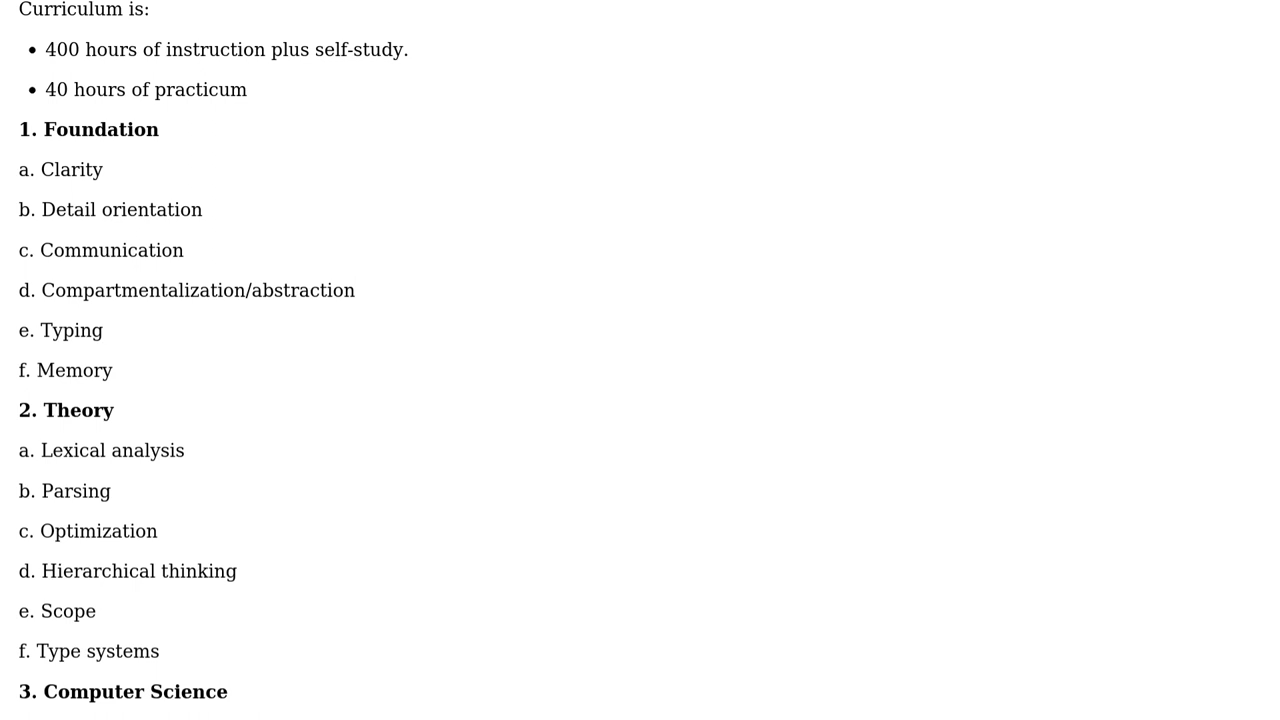 Curriculum is:
• 400 hours of instruction plus self-study.
• 40 hours of practicum
1. Foundation
a. Clarity
b. Detail orientation
c. Communication
d. Compartmentalization/abstraction
e. Typing
f. Memory
2. Theory
a. Lexical analysis
b. Parsing
c. Optimization
d. Hierarchical thinking
e. Scope
f. Type systems
3. Computer Science